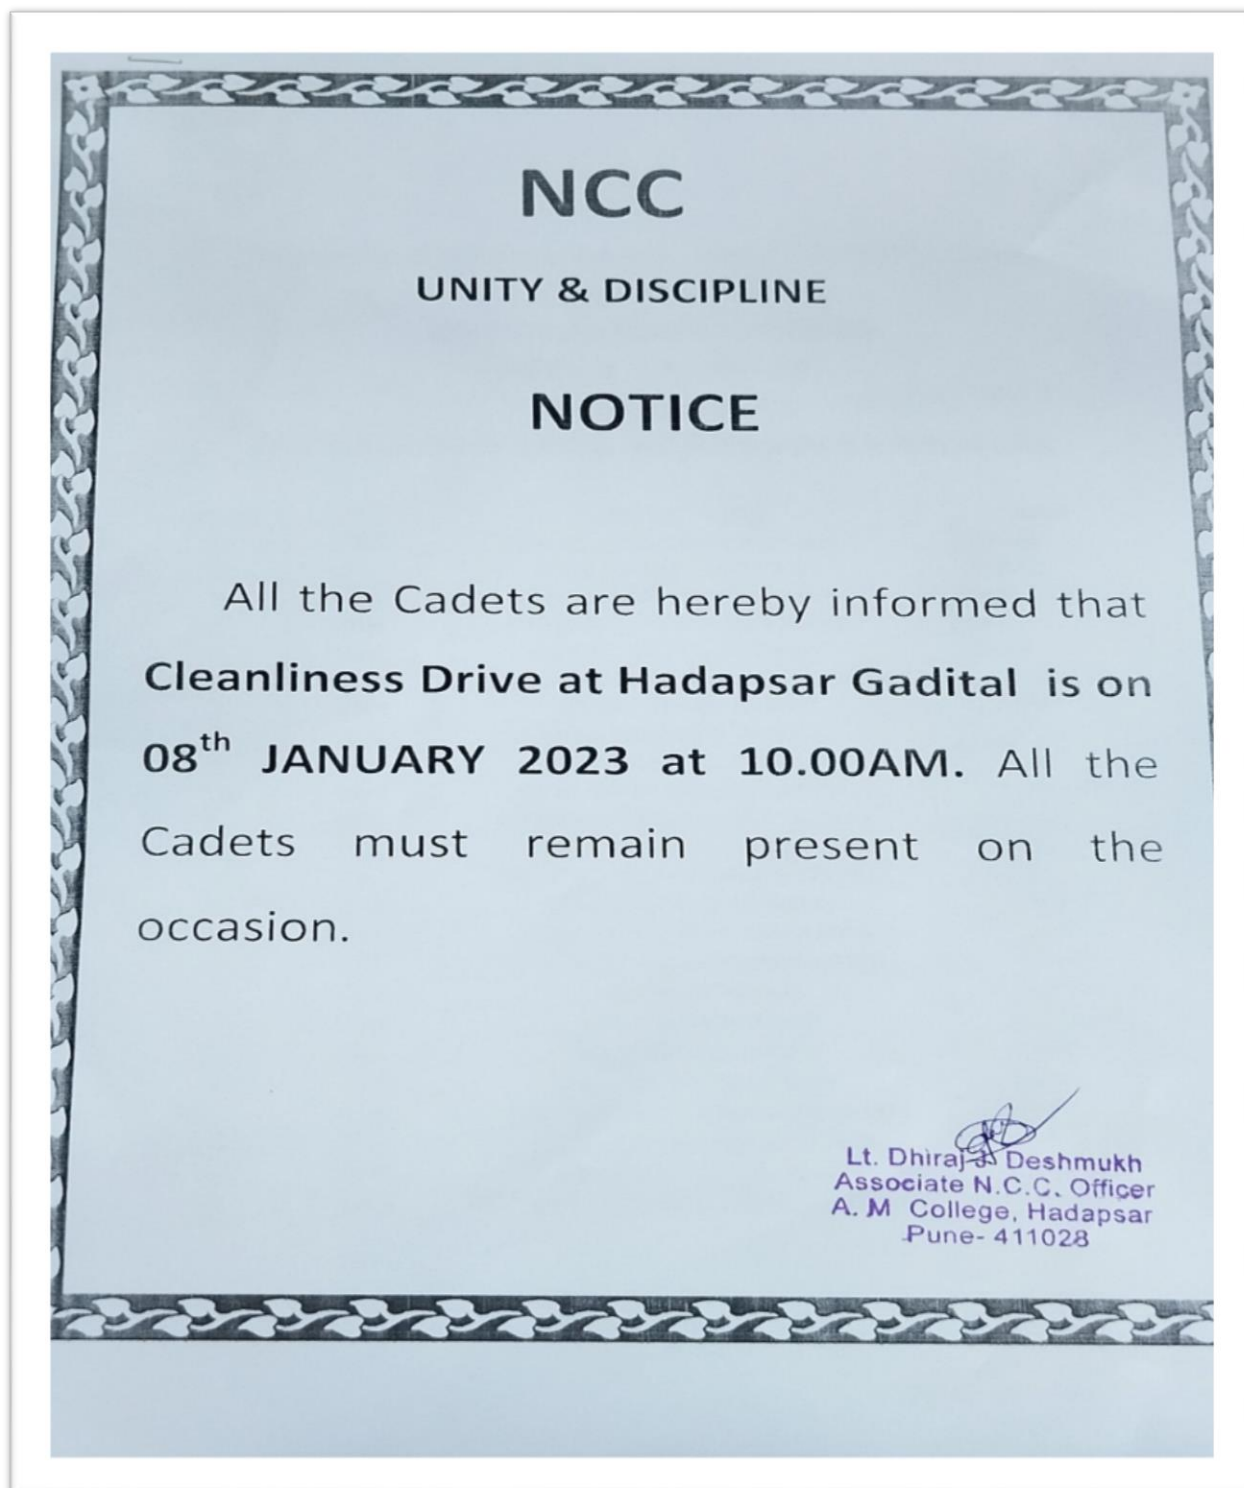 NCC
UNITY & DISCIPLINE
NOTICE
All the Cadets are hereby informed that
Cleanliness Drive at Hadapsar Gadital is on
08th JANUARY 2023 at 10.00AM. All the
Cadets must remain present on the
occasion.
Lt. Dhiraj Deshmukh
Associate N.C.C. Officer
A. M College, Hadapsar
Pune- 411028